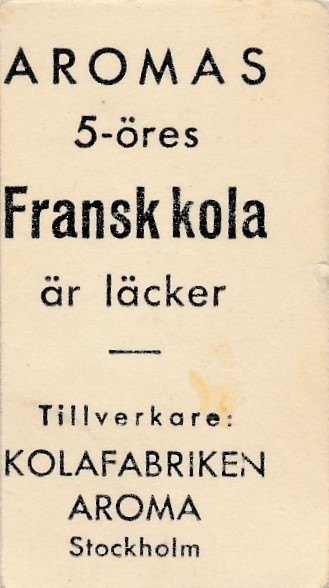 AROMAS
5-öres
Fransk kola
är läcker
Tillverkare:
KOLAFABRIKEN
AROMA
Stockholm